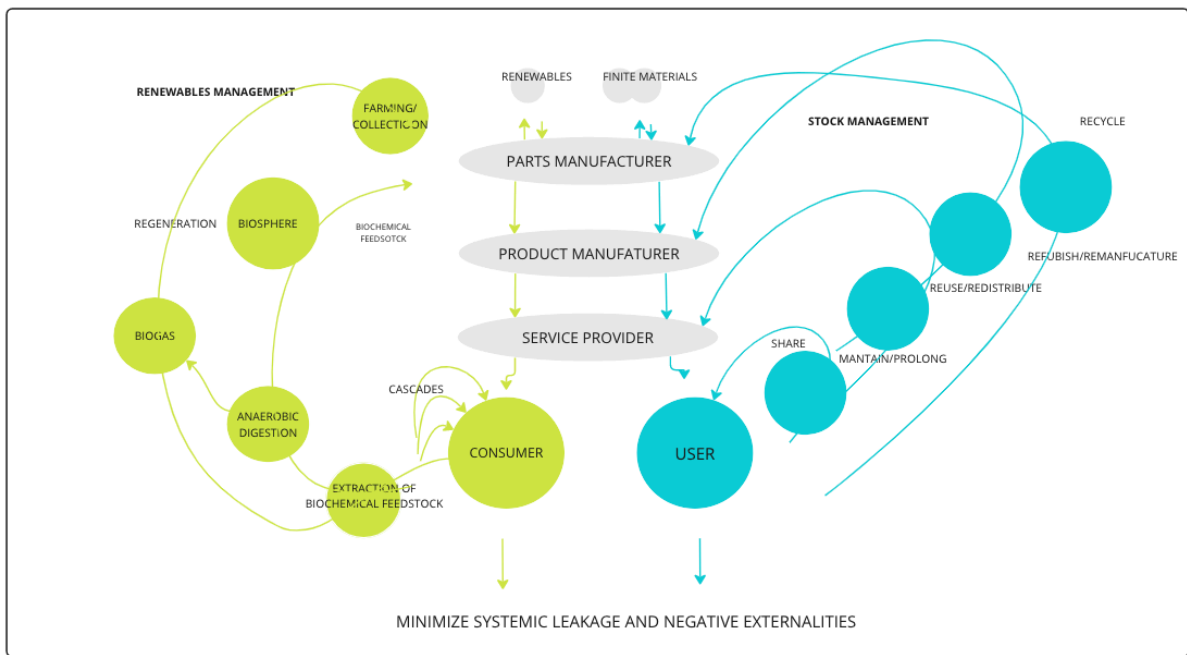 RENEWABLES
FINITE MATERIALS
RENEWABLES MANAGEMENT
FARMING/
COLLECTICON
STOCK MANAGEMENT
RECYCLE
PARTS MANUFACTURER
REGENERATION
BIOSPHERE
BIOCHEMICAL
FEEDSOTCK
PRODUCT MANUFATURER
REFUBISH/REMANFUCATURE
REUSE/REDISTRIBUTE
BIOGAS
SERVICE PROVIDER
SHARE
MANTAIN/PROLONG
CASCADES
ANAEROBIC
DIGESTION
CONSUMER
USER
EXTRACTION OF
BIOCHEMICAL FEEDSTOCK
MINIMIZE SYSTEMIC LEAKAGE AND NEGATIVE EXTERNALITIES